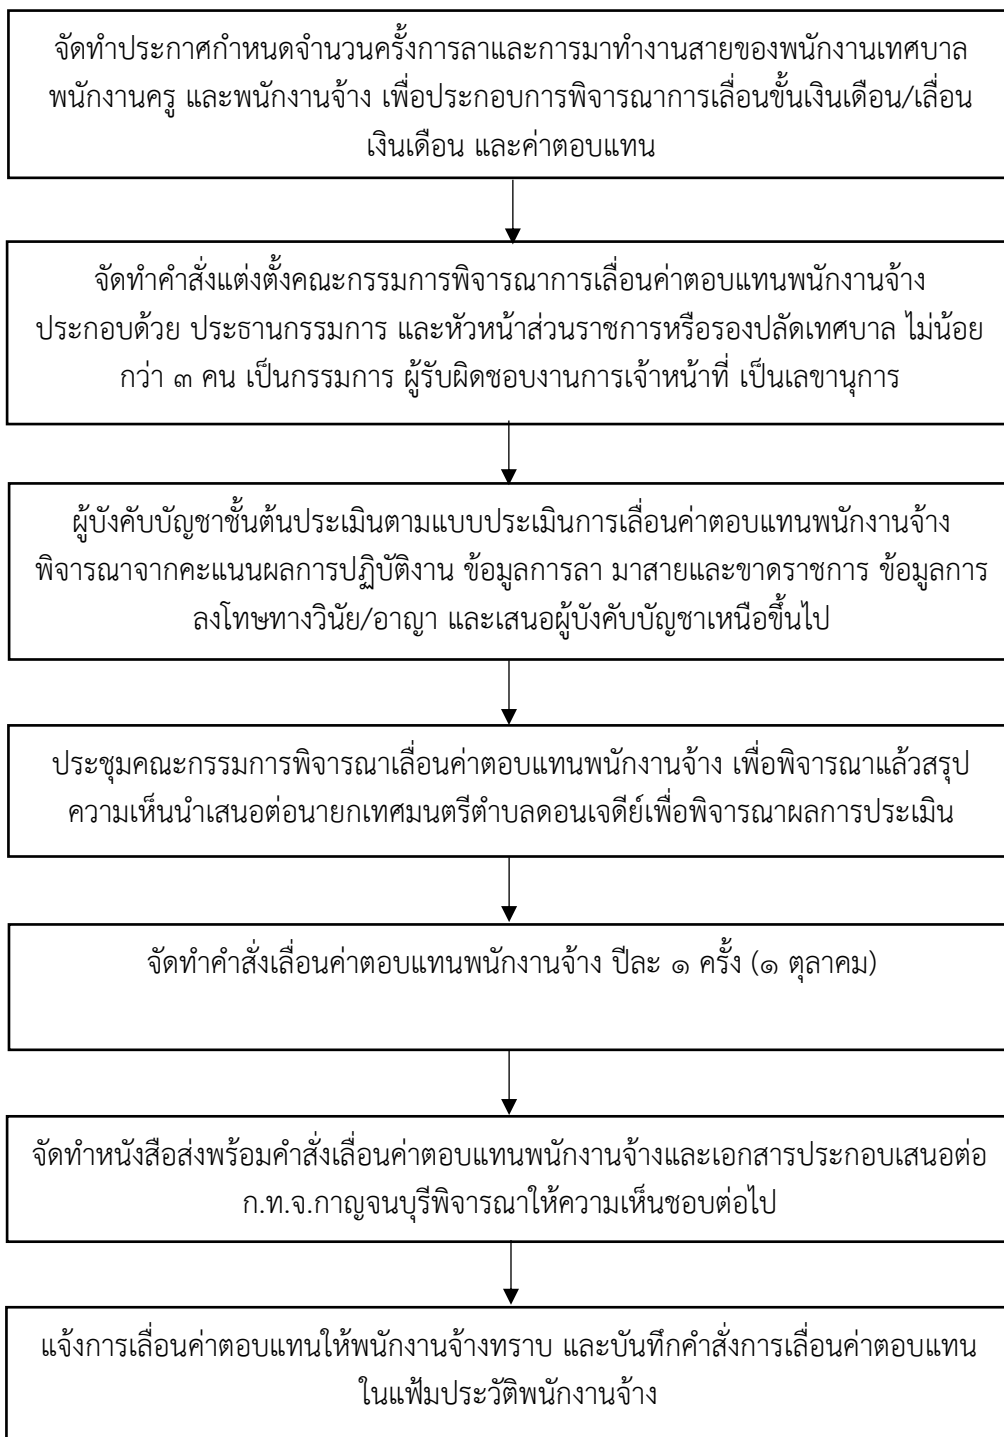 จัดทำประกาศกำหนดจำนวนครั้งการลาและการมาทำงานสายของพนักงานเทศบาล
พนักงานครู และพนักงานจ้าง เพื่อประกอบการพิจารณาการเลื่อนขั้นเงินเดือน/เลื่อน
เงินเดือน และค่าตอบแทน
จัดทำคำสั่งแต่งตั้งคณะกรรมการพิจารณาการเลื่อนค่าตอบแทนพนักงานจ้าง
ประกอบด้วย ประธานกรรมการ และหัวหน้าส่วนราชการหรือรองปลัดเทศบาล ไม่น้อย
กว่า ๓ คน เป็นกรรมการ ผู้รับผิดชอบงานการเจ้าหน้าที่ เป็นเลขานุการ
ผู้บังคับบัญชาชั้นต้นประเมินตามแบบประเมินการเลื่อนค่าตอบแทนพนักงานจ้าง
พิจารณาจากคะแนนผลการปฏิบัติงาน ข้อมูลการลา มาสายและขาดราชการ ข้อมูลการ
ลงโทษทางวินัย/อาญา และเสนอผู้บังคับบัญชาเหนือขึ้นไป
ประชุมคณะกรรมการพิจารณาเลื่อนค่าตอบแทนพนักงานจ้าง เพื่อพิจารณาแล้วสรุป
ความเห็นนำเสนอต่อนายกเทศมนตรีตำบลดอนเจดีย์เพื่อพิจารณาผลการประเมิน
จัดทำคำสั่งเลื่อนค่าตอบแทนพนักงานจ้าง ปีละ ๑ ครั้ง (๑ ตุลาคม)
จัดทำหนังสือส่งพร้อมคำสั่งเลื่อนค่าตอบแทนพนักงานจ้างและเอกสารประกอบเสนอต่อ
ก.ท.จ.กาญจนบุรีพิจารณาให้ความเห็นชอบต่อไป
แจ้งการเลื่อนค่าตอบแทนให้พนักงานจ้างทราบ และบันทึกคำสั่งการเลื่อนค่าตอบแทน
ในแฟ้มประวัติพนักงานจ้าง